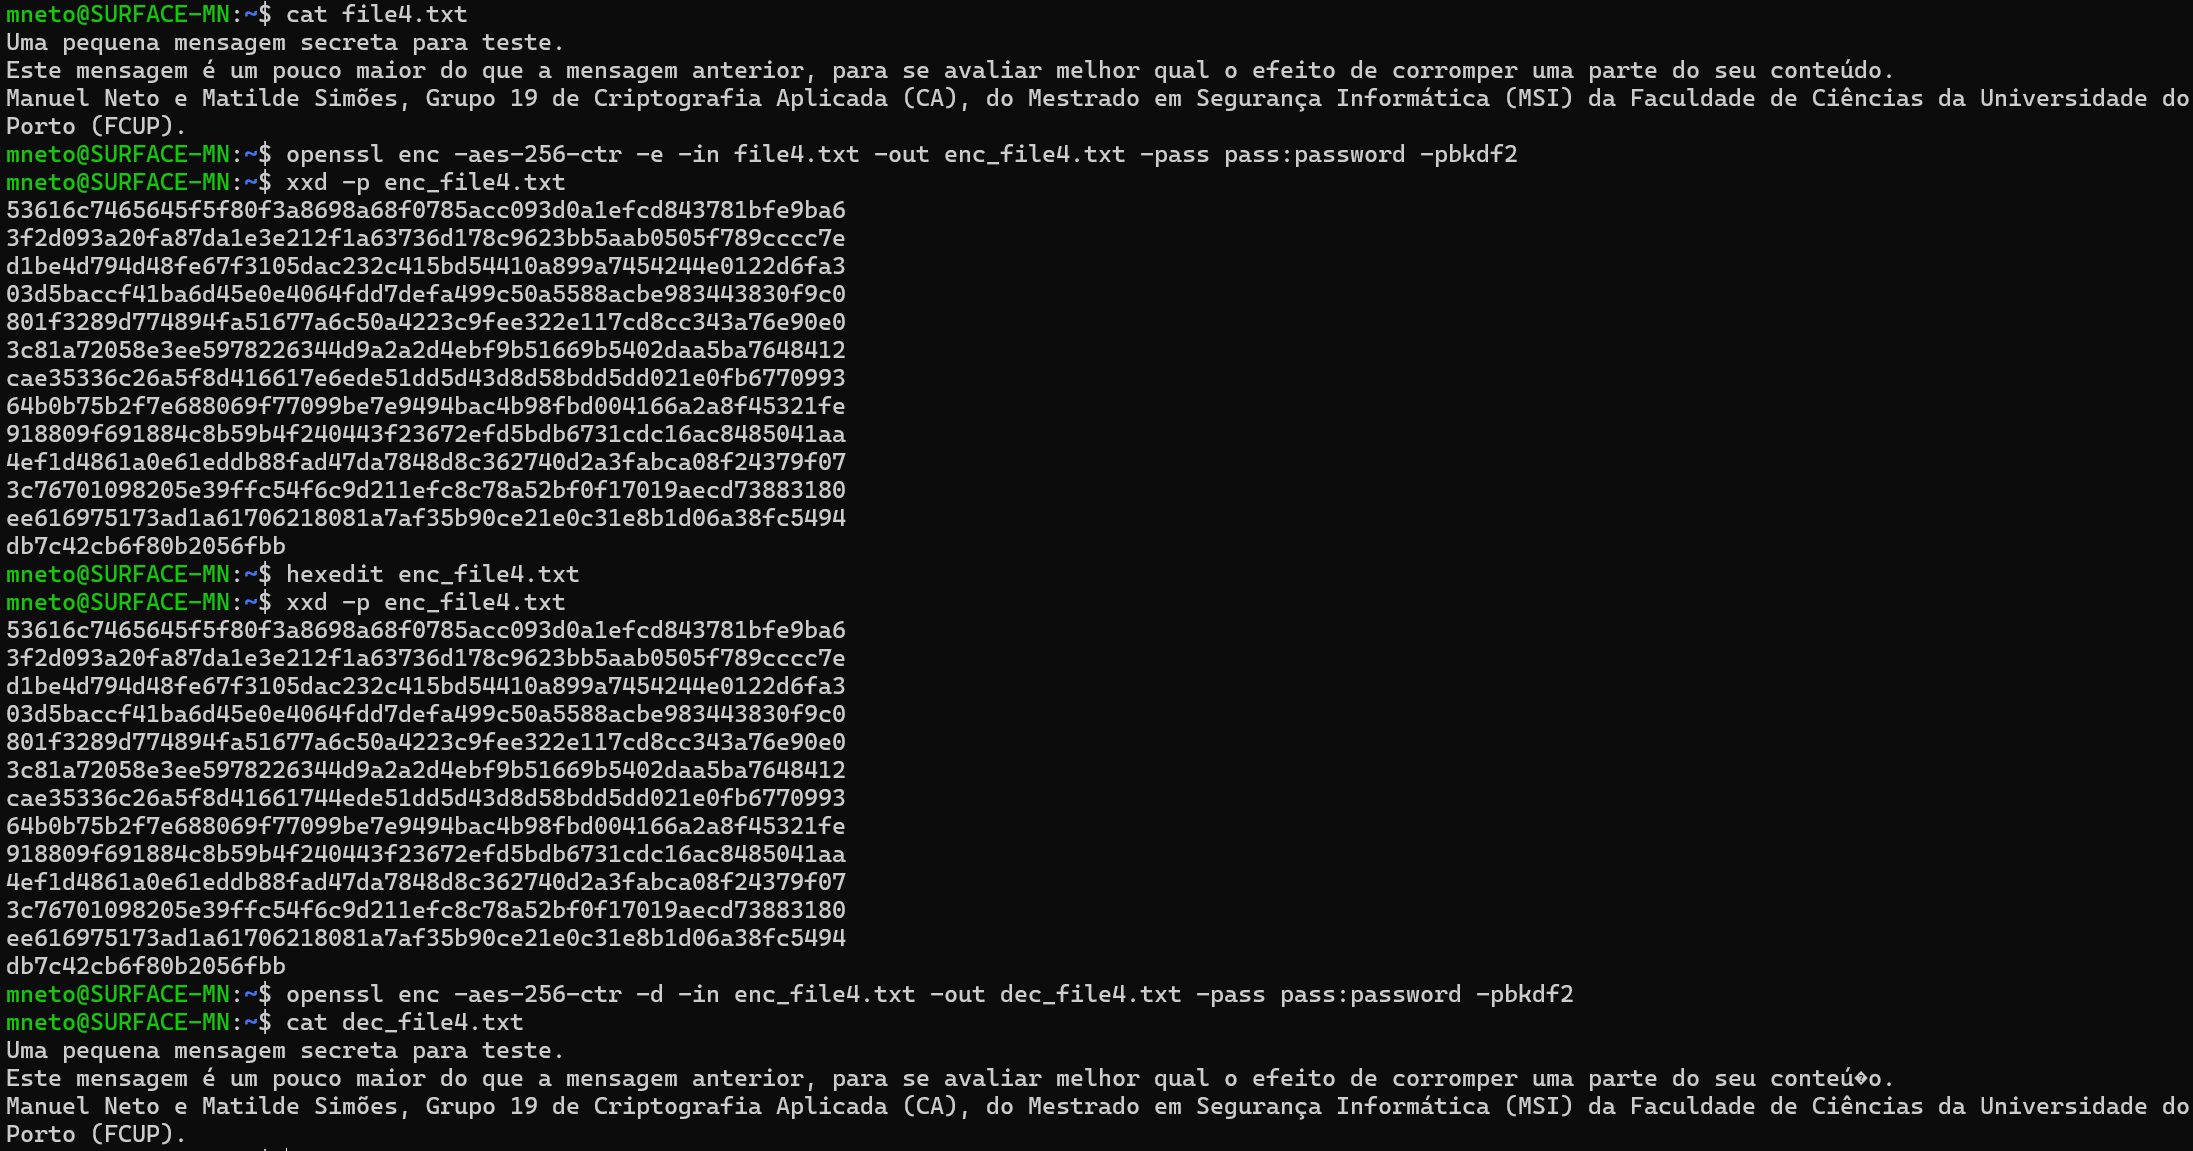 mneto@SURFACE-MN:~$ cat file4.txt
Uma pequena mensagem secreta para teste.
Este mensagem é um pouco maior do que a mensagem anterior, para se avaliar melhor qual o efeito de corromper uma parte do seu conteúdo.
Manuel Neto e Matilde Simões, Grupo 19 de Criptografia Aplicada (CA), do Mestrado em Segurança Informática (MSI) da Faculdade de Ciências da Universidade do
Porto (FCUP).
mneto@SURFACE-MN:~$ openssl enc -aes-256-ctr -e -in file4.txt -out enc_file4.txt -pass pass:password -pbkdf2
mneto@SURFACE-MN:~$ xxd -p enc_file4.txt
53616c7465645f5f80f3a8698a68f0785acc093d0a1efcd843781bfe9ba6
3f2d093a20fa87da1e3e212f1a63736d178c9623bb5aab0505f789cccc7e
d1be4d794d48fe67f3105dac232c415bd54410a899a7454244e0122d6fa3
03d5baccf41ba6d45e0e4064fdd7defa499c50a5588acbe983443830f9c0
801f3289d774894fa51677a6c50a4223c9fee322e117cd8cc343a76e90e0
3c81a72058e3ee5978226344d9a2a2d4ebf9b51669b5402daa5ba7648412
cae35336c26a5f8d416617e6ede51dd5d43d8d58bdd5dd021e0fb6770993
64b0b75b2f7e688069f77099be7e9494bac4b98fbd004166a2a8f45321fe
918809f691884c8b59b4f240443f23672efd5bdb6731cdc16ac8485041aa
4ef1d4861a0e61eddb88fad47da7848d8c362740d2a3fabca08f24379f07
3c76701098205e39ffc54f6c9d211efc8c78a52bf0f17019aecd73883180
ee616975173ad1a61706218081a7af35b90ce21e0c31e8b1d06a38fc5494
db7c42cb6f80b2056fbb
mneto@SURFACE-MN:~$ hexedit enc_file4.txt
mneto@SURFACE-MN:~$ xxd -p enc_file4.txt
53616c7465645f5f80f3a8698a68f0785acc093d0a1efcd843781bfe9ba6
3f2d093a20fa87da1e3e212f1a63736d178c9623bb5aab0505f789cccc7e
d1be4d794d48fe67f3105dac232c415bd54410a899a7454244e0122d6fa3
03d5baccf41ba6d45e0e4064fdd7defa499c50a5588acbe983443830f9c0
801f3289d774894fa51677a6c50a4223c9fee322e117cd8cc343a76e90e0
3c81a72058e3ee5978226344d9a2a2d4ebf9b51669b5402daa5ba7648412
cae35336c26a5f8d41661744ede51dd5d43d8d58bdd5dd021e0fb6770993
64b0b75b2f7e688069f77099be7e9494bac4b98fbd004166a2a8f45321fe
918809f691884c8b59b4f240443f23672efd5bdb6731cdc16ac8485041aa
4ef1d4861a0e61eddb88fad47da7848d8c362740d2a3fabca08f24379f07
3c76701098205e39ffc54f6c9d211efc8c78a52bf0f17019aecd73883180
ee616975173ad1a61706218081a7af35b90ce21e0c31e8b1d06a38fc5494
db7c42cb6f80b2056fbb
mneto@SURFACE-MN:~$ openssl enc -aes-256-ctr -d -in enc_file4.txt -out dec_file4.txt -pass pass:password -pbkdf2
mneto@SURFACE-MN:~$ cat dec_file4.txt
Uma pequena mensagem secreta para teste.
Este mensagem é um pouco maior do que a mensagem anterior, para se avaliar melhor qual o efeito de corromper uma parte do seu conteú�o.
Manuel Neto e Matilde Simões, Grupo 19 de Criptografia Aplicada (CA), do Mestrado em Segurança Informática (MSI) da Faculdade de Ciências da Universidade do
Porto (FCUP).